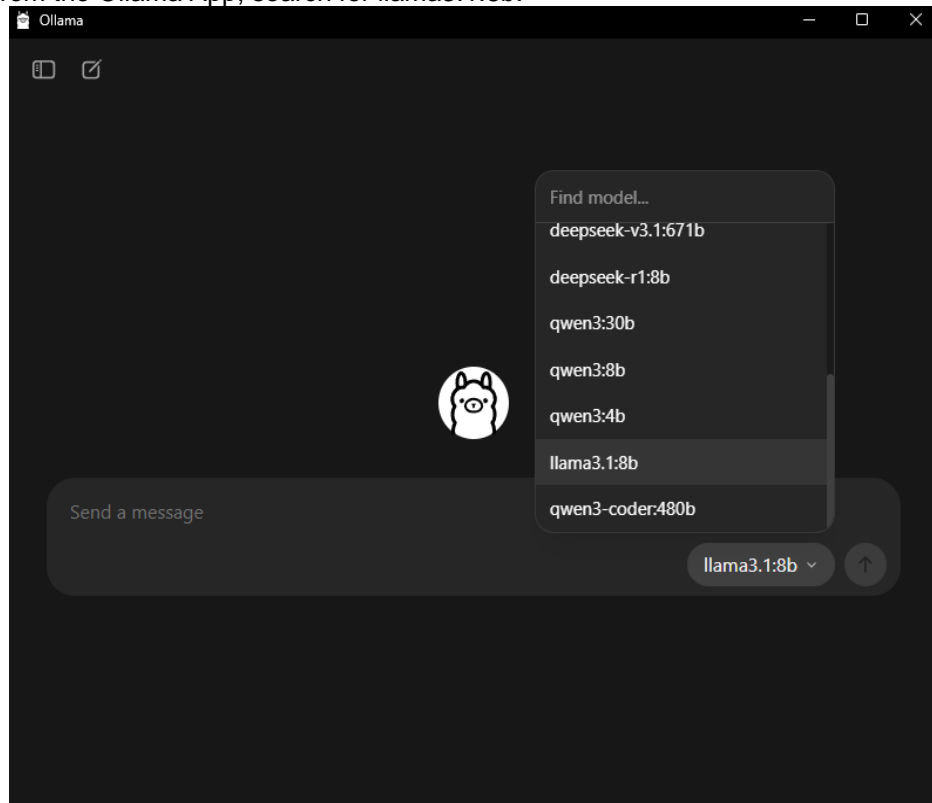 Ollama
Find model...
deepseek-v3.1:671b
deepseek-r1:8b
qwen3:30b
qwen3:8b
qwen3:4b
llama3.1:8b
qwen3-coder:480b
Send a message
llama3.1:8b